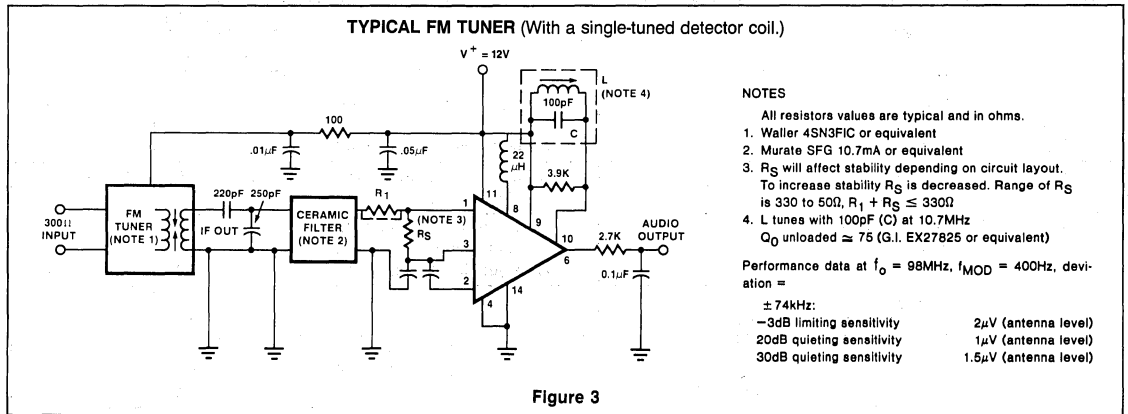 TYPICAL FM TUNER (With a single-tuned detector coil.)
V+ = 12V
L
(NOTE 4)
100pF
C
100
.01µF
.05µF
22
µH
3.9K
220pF
250pF
R1
(NOTE 3)
RS
1
11
8
9
10
6
3
2
4
14
300Ω
INPUT
FM
TUNER
(NOTE 1)
IF OUT
CERAMIC
FILTER
(NOTE 2)
2.7K
AUDIO
OUTPUT
0.1µF
NOTES
All resistors values are typical and in ohms.
1. Waller 4SN3FIC or equivalent
2. Murate SFG 10.7mA or equivalent
3. RS will affect stability depending on circuit layout.
To increase stability RS is decreased. Range of RS
is 330 to 50Ω, R1 + RS ≤ 330Ω
4. L tunes with 100pF (C) at 10.7MHz
QO unloaded ≃ 75 (G.I. EX27825 or equivalent)
Performance data at fo = 98MHz, fMOD = 400Hz, devi-
ation =
±74kHz:
−3dB limiting sensitivity 2µV (antenna level)
20dB quieting sensitivity 1µV (antenna level)
30dB quieting sensitivity 1.5µV (antenna level)
Figure 3